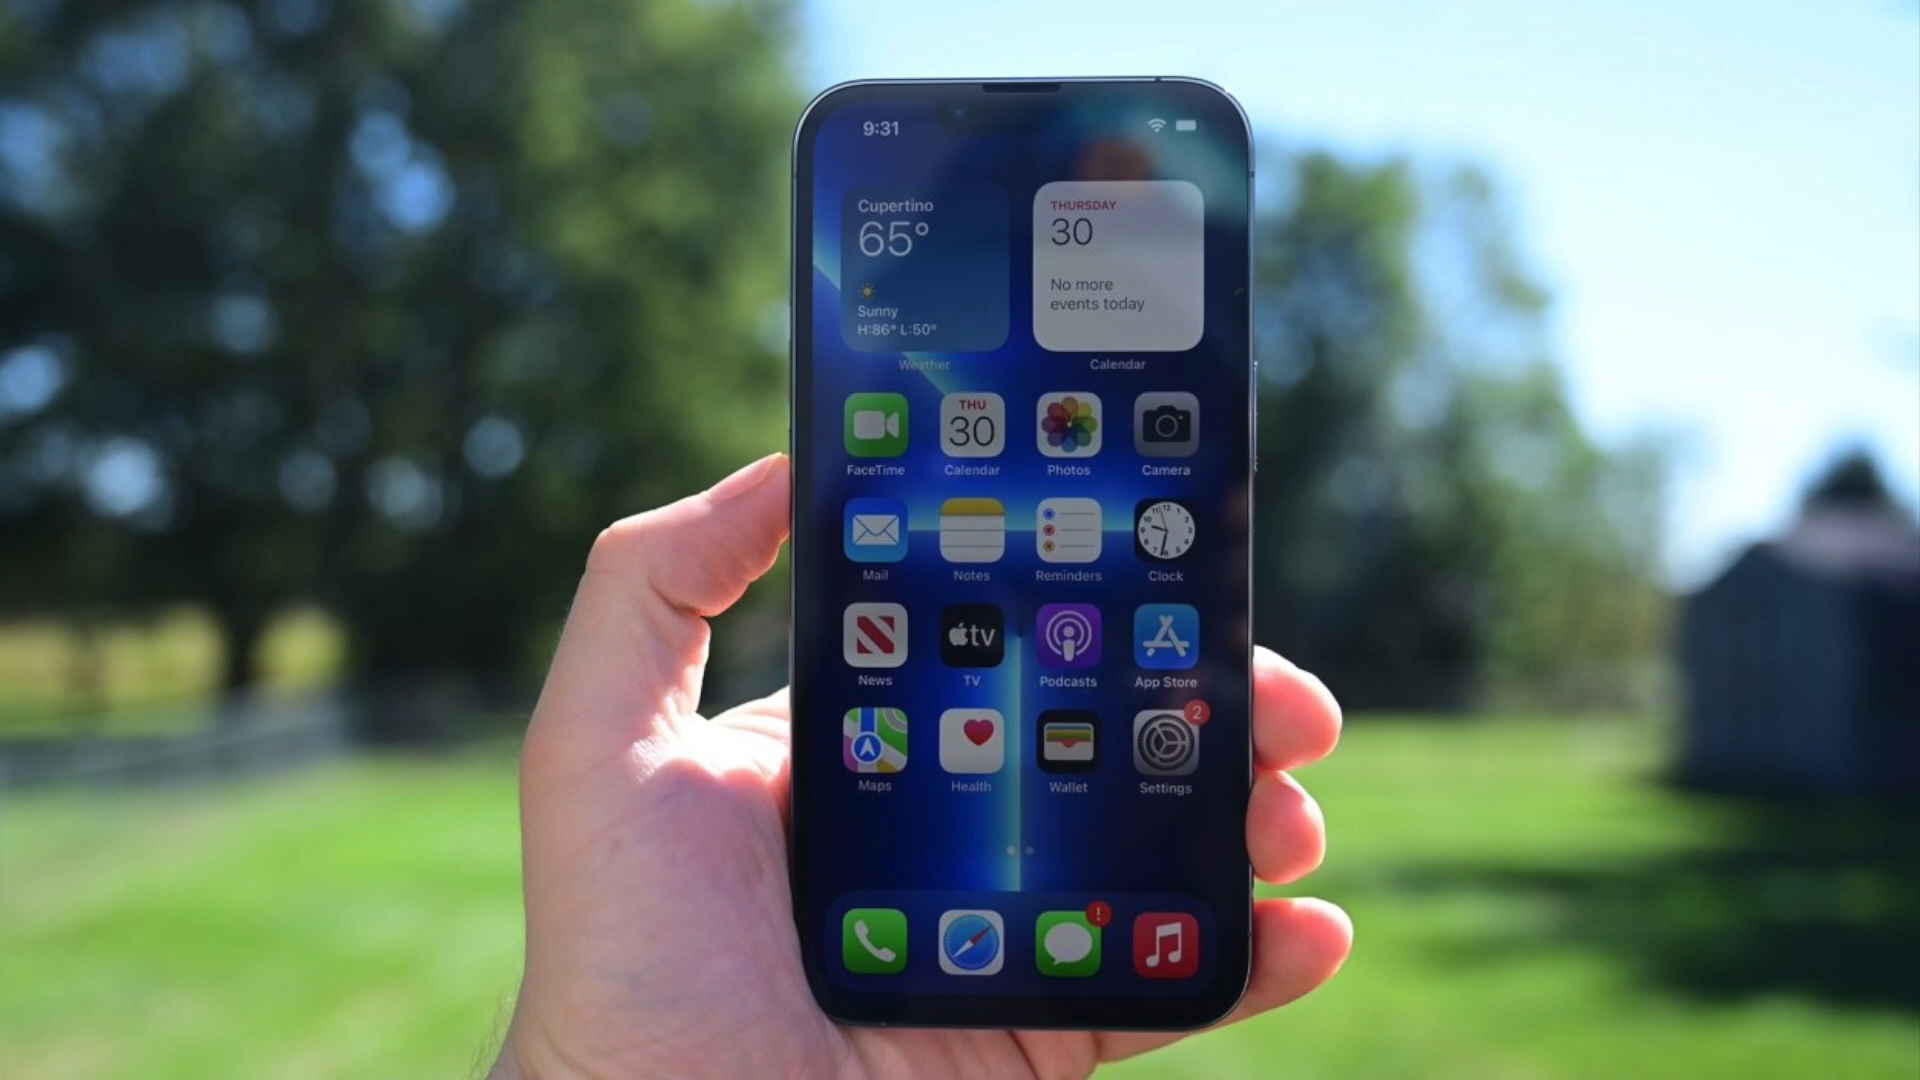 9:31
Cupertino
65°
Sunny
H:86° L:50°
Weather
THURSDAY
30
No more
events today
Calendar
THU
30
FaceTime
Calendar
Photos
Camera
Mail
Notes
Reminders
Clock
tv
News
TV
Podcasts
App Store
2
Maps
Health
Wallet
Settings
!